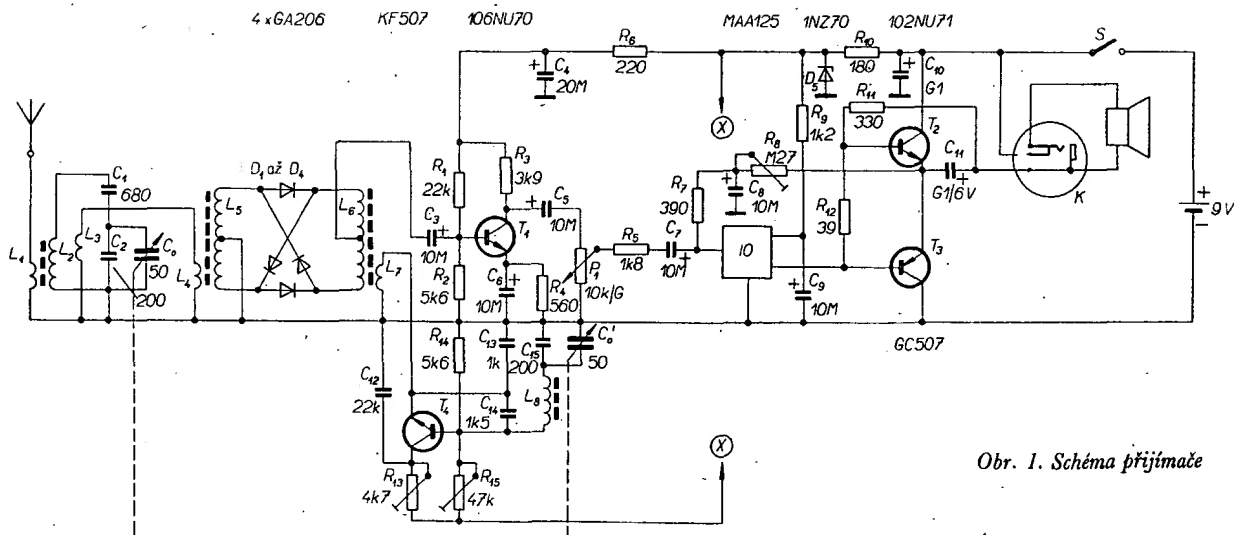 4 xGA206 KF507 106NU70 MAA125 1NZ70 102NU71
R6
220
R10
180
S
C4
20M
D5
C10
G1
R11
330
X
R9
1k2
T2
C1
680
D1 až D4
R3
3k9
R8
M27
R1
22k
L5
L6
C5
10M
R7
390
C8
10M
C11
G1/6V
K
9V
L1
L2
L3
C2
C0
50
200
L4
L7
C3
10M
T1
R5
1k8
C7
10M
IO
R12
39
T3
R2
5k6
C6
10M
R4
560
P1
10k/G
C9
10M
R14
5k6
C13
1k
C15
200
C0'
50
GC507
C12
22k
T4
C14
1k5
L8
R13
4k7
R15
47k
X
Obr. 1. Schéma přijímače